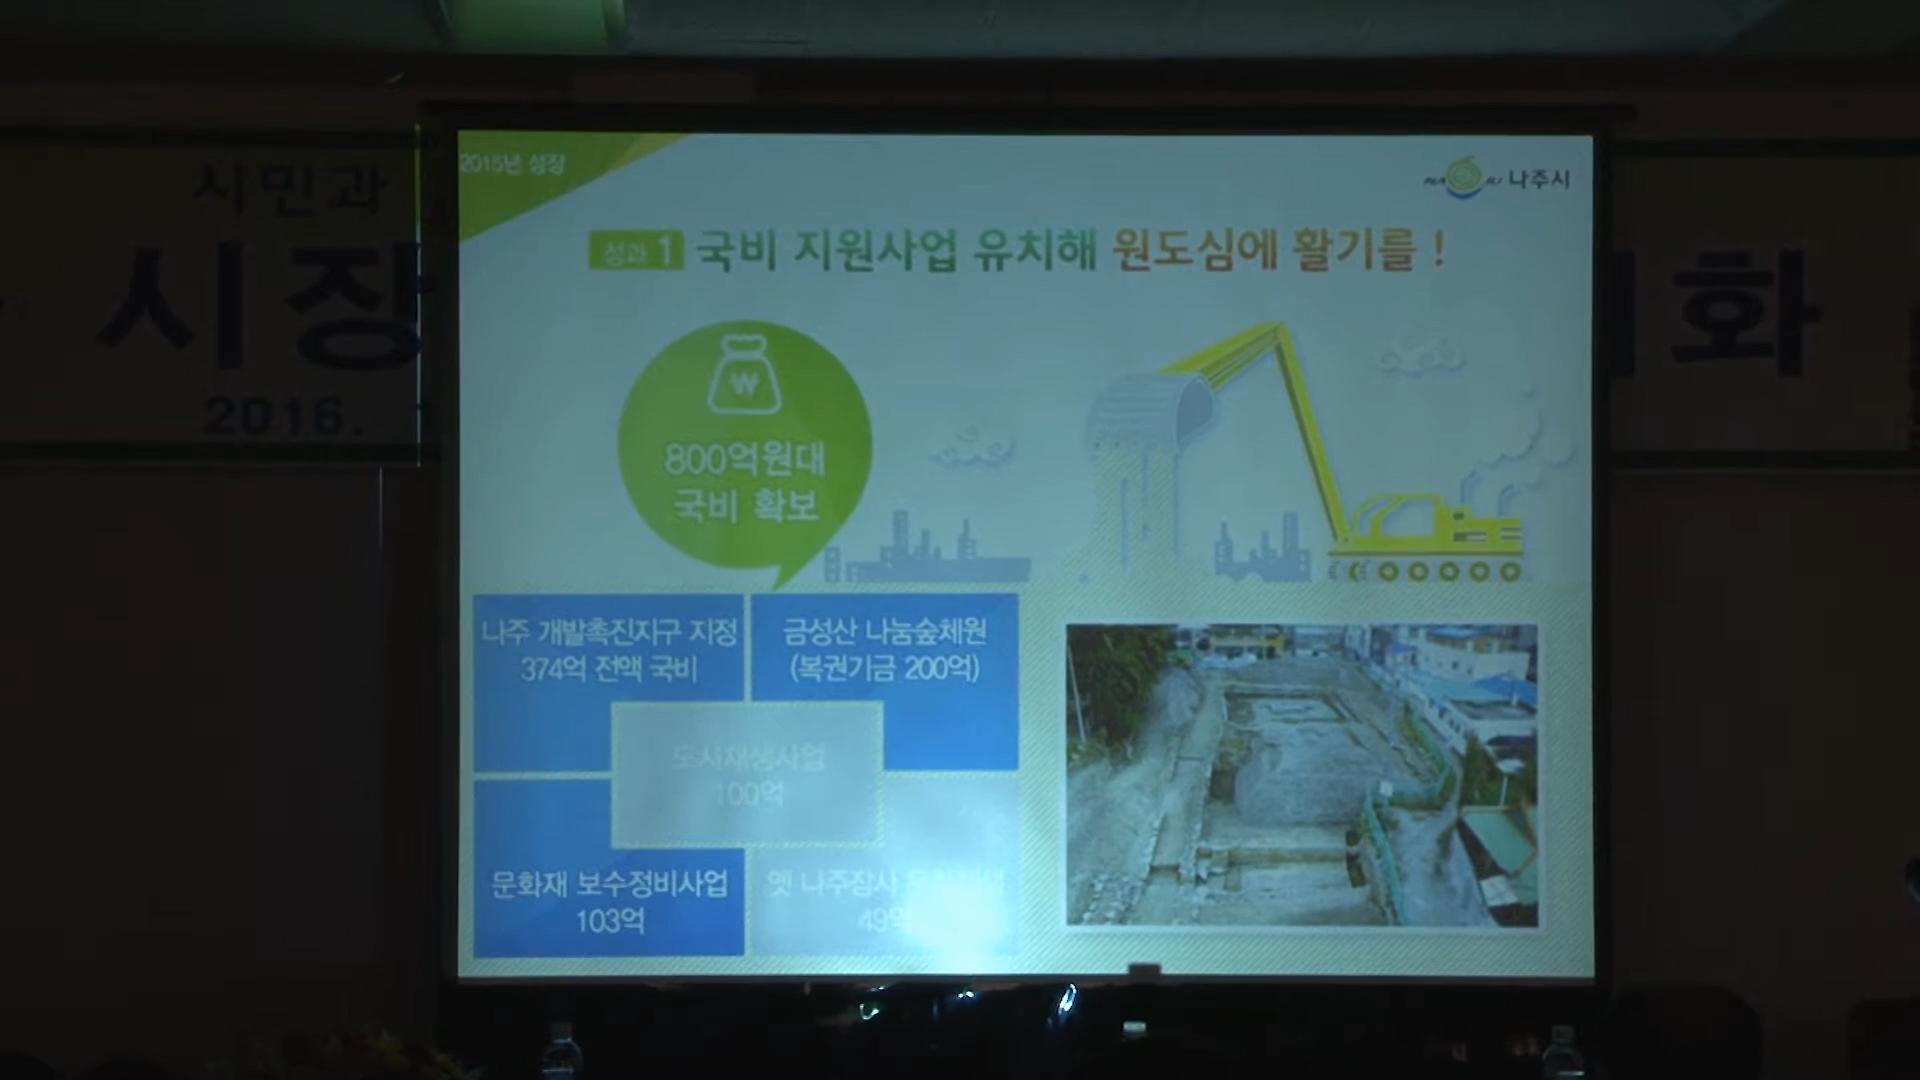 시민과
시장
2016. 1
화
2015년 성장
나주시
성과 1 국비 지원사업 유치해 원도심에 활기를 !
₩
800억원대
국비 확보
나주 개발촉진지구 지정
374억 전액 국비
금성산 나눔숲체원
(복권기금 200억)
도시재생사업
100억
문화재 보수정비사업
103억
옛 나주잠사
49억